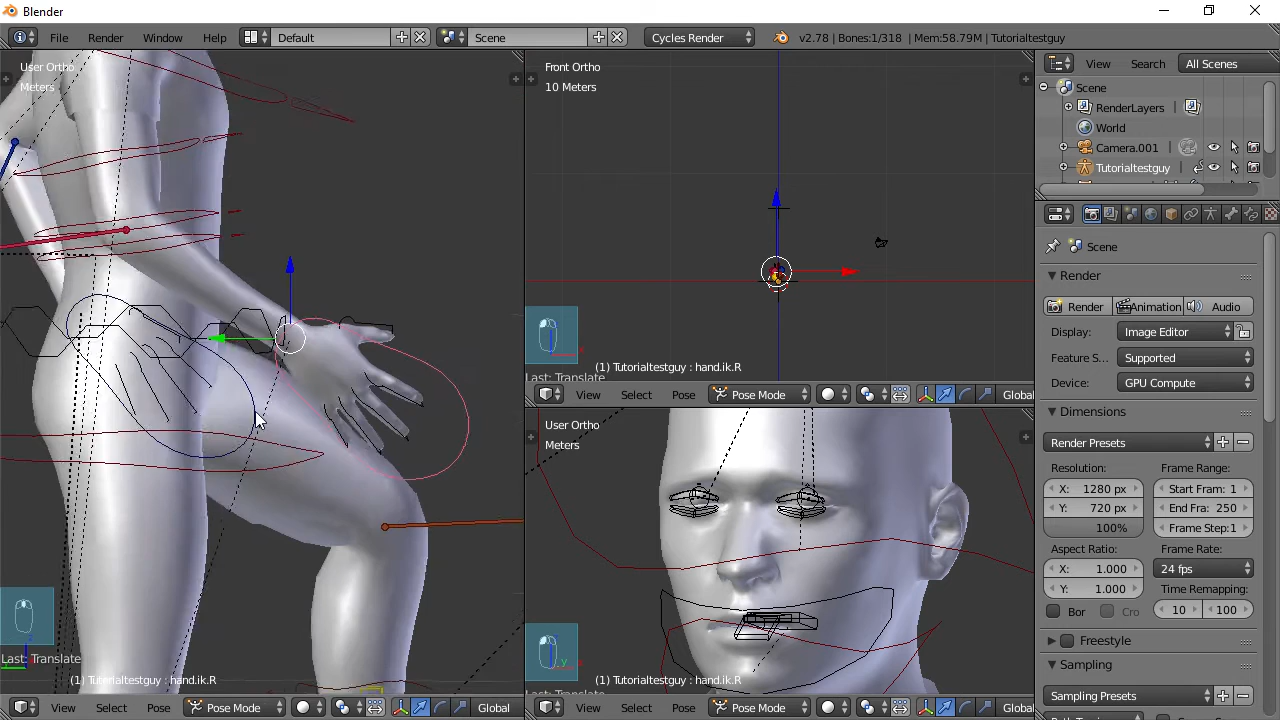 Blender
File Render Window Help Default Scene Cycles Render v2.78 | Bones:1/318 | Mem:58.79M | Tutorialtestguy
User Ortho
Meters
Last: Translate
(1) Tutorialtestguy : hand.ik.R
View Select Pose Pose Mode Global
Front Ortho
10 Meters
(1) Tutorialtestguy : hand.ik.R
Last: Translate
View Select Pose Pose Mode Global
User Ortho
Meters
(1) Tutorialtestguy : hand.ik.R
View Select Pose Pose Mode Global
View Search All Scenes
Scene
RenderLayers
World
Camera.001
Tutorialtestguy
Scene
Render
Render Animation Audio
Display: Image Editor
Feature S... Supported
Device: GPU Compute
Dimensions
Render Presets
Resolution: Frame Range:
X: 1280 px Start Fram: 1
Y: 720 px End Fra: 250
100% Frame Step:1
Aspect Ratio: Frame Rate:
X: 1.000 24 fps
Y: 1.000 Time Remapping:
Bor Cro 10 100
Freestyle
Sampling
Sampling Presets